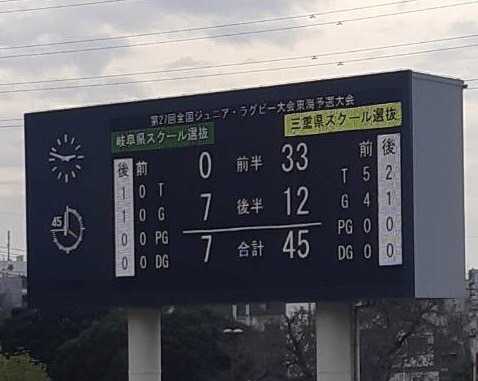 第27回全国ジュニア・ラグビー大会東海予選大会
岐阜県スクール選抜 三重県スクール選抜
後 前 0 前半 33 前 後
1 0 T T 5 2
1 0 G 7 後半 12 G 4 1
0 0 PG PG 0 0
0 0 DG 7 合計 45 DG 0 0
45